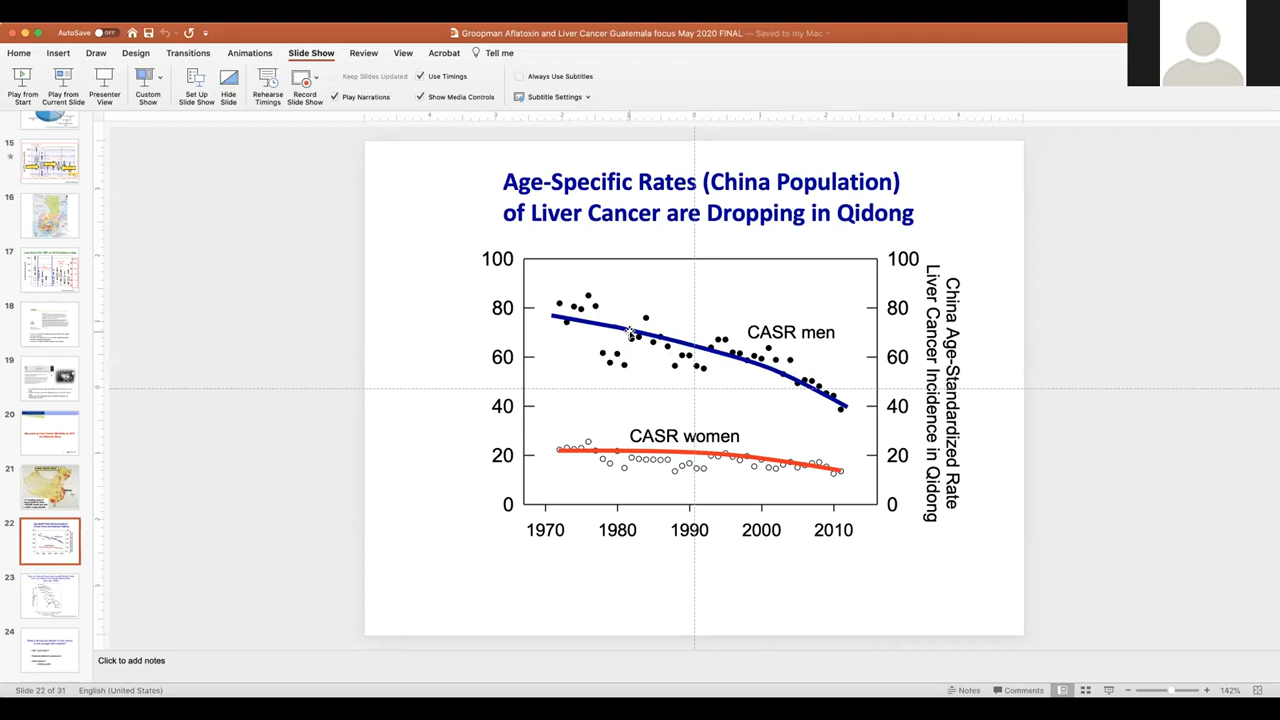 AutoSave OFF
Groopman Aflatoxin and Liver Cancer Guatemala focus May 2020 FINAL — Saved to my Mac
Home Insert Draw Design Transitions Animations Slide Show Review View Acrobat Tell me
Play from Start
Play from Current Slide
Presenter View
Custom Show
Set Up Slide Show
Hide Slide
Rehearse Timings
Record Slide Show
Keep Slides Updated
Play Narrations
Use Timings
Show Media Controls
Always Use Subtitles
Subtitle Settings
15
16
17
18
19
20
21
22
23
24
Age-Specific Rates (China Population)
of Liver Cancer are Dropping in Qidong
100
80
60
40
20
0
CASR men
CASR women
100
80
60
40
20
0
China Age-Standardized Rate
Liver Cancer Incidence in Qidong
1970 1980 1990 2000 2010
Click to add notes
Slide 22 of 31 English (United States) Notes Comments 142%